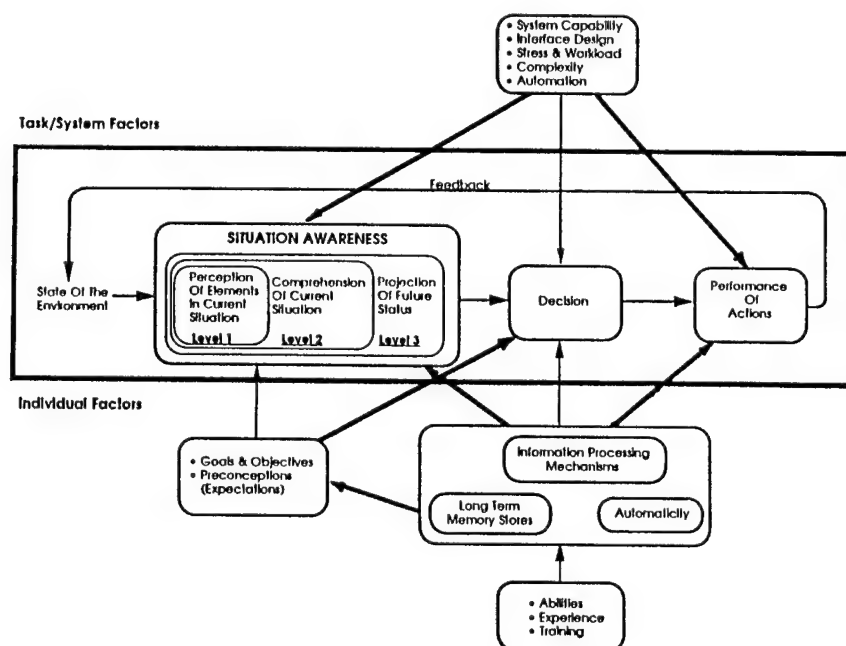 • System Capability
• Interface Design
• Stress & Workload
• Complexity
• Automation
Task/System Factors
Feedback
SITUATION AWARENESS
State Of The
Environment
Perception
Of Elements
In Current
Situation
Level 1
Comprehension
Of Current
Situation
Level 2
Projection
Of Future
Status
Level 3
Decision
Performance
Of
Actions
Individual Factors
• Goals & Objectives
• Preconceptions
(Expectations)
Information Processing
Mechanisms
Long Term
Memory Stores
Automaticity
• Abilities
• Experience
• Training